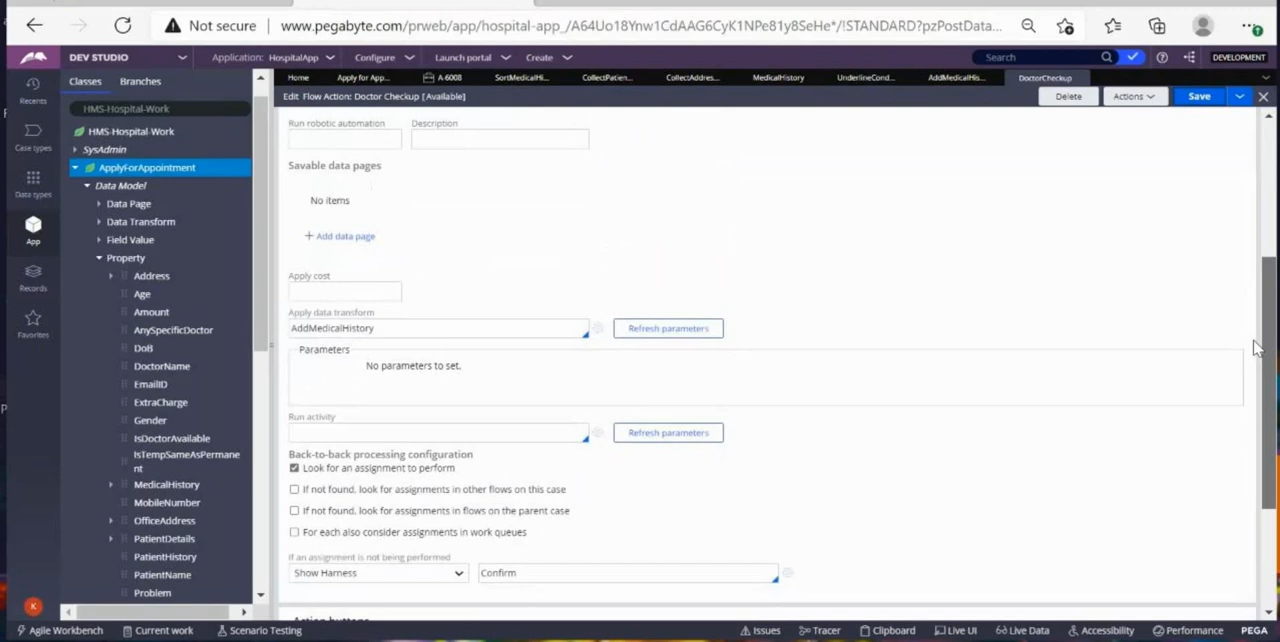 Not secure www.pegabyte.com/prweb/app/hospital-app_/A64Uo18Ynw1CdAAG6CyK1NPe81y8SeHe*/!STANDARD?pzPostData...
DEV STUDIO Application: HospitalApp Configure Launch portal Create Search DEVELOPMENT
Home Apply for App... A-6008 SortMedicalHi... CollectPatien... CollectAddres... MedicalHistory UnderlineCond... AddMedicalHis... DoctorCheckup
Edit Flow Action: Doctor Checkup [Available] Delete Actions Save
Recents
Case types
Data types
App
Records
Favorites
K
Classes Branches
HMS-Hospital-Work
HMS-Hospital-Work
SysAdmin
ApplyForAppointment
Data Model
Data Page
Data Transform
Field Value
Property
Address
Age
Amount
AnySpecificDoctor
DoB
DoctorName
EmailID
ExtraCharge
Gender
IsDoctorAvailable
IsTempSameAsPermane
nt
MedicalHistory
MobileNumber
OfficeAddress
PatientDetails
PatientHistory
PatientName
Problem
Run robotic automation Description
Savable data pages
No items
+ Add data page
Apply cost
Apply data transform
AddMedicalHistory Refresh parameters
Parameters
No parameters to set.
Run activity
Refresh parameters
Back-to-back processing configuration
Look for an assignment to perform
If not found, look for assignments in other flows on this case
If not found, look for assignments in flows on the parent case
For each also consider assignments in work queues
If an assignment is not being performed
Show Harness Confirm
Agile Workbench Current work Scenario Testing Issues Tracer Clipboard Live UI Live Data Accessibility Performance PEGA